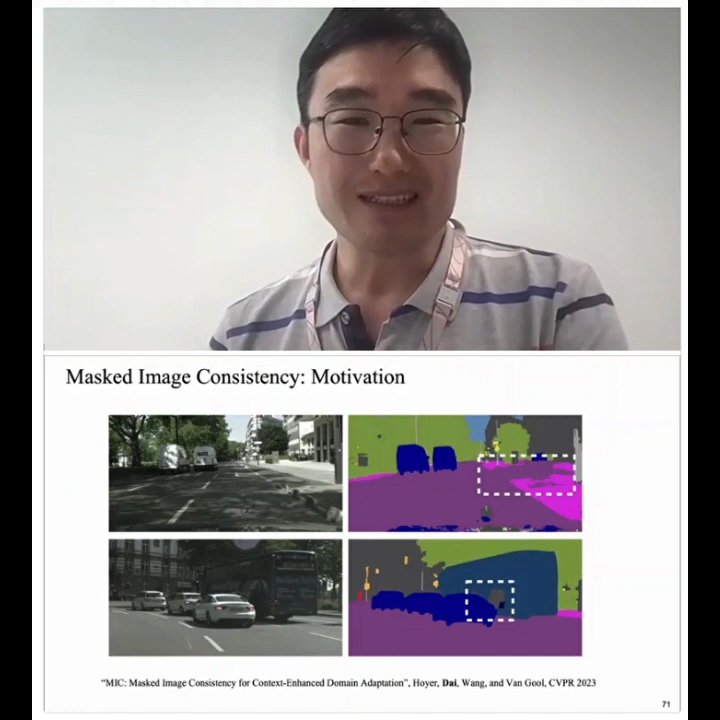 Masked Image Consistency: Motivation
"MIC: Masked Image Consistency for Context-Enhanced Domain Adaptation", Hoyer, Dai, Wang, and Van Gool, CVPR 2023
71